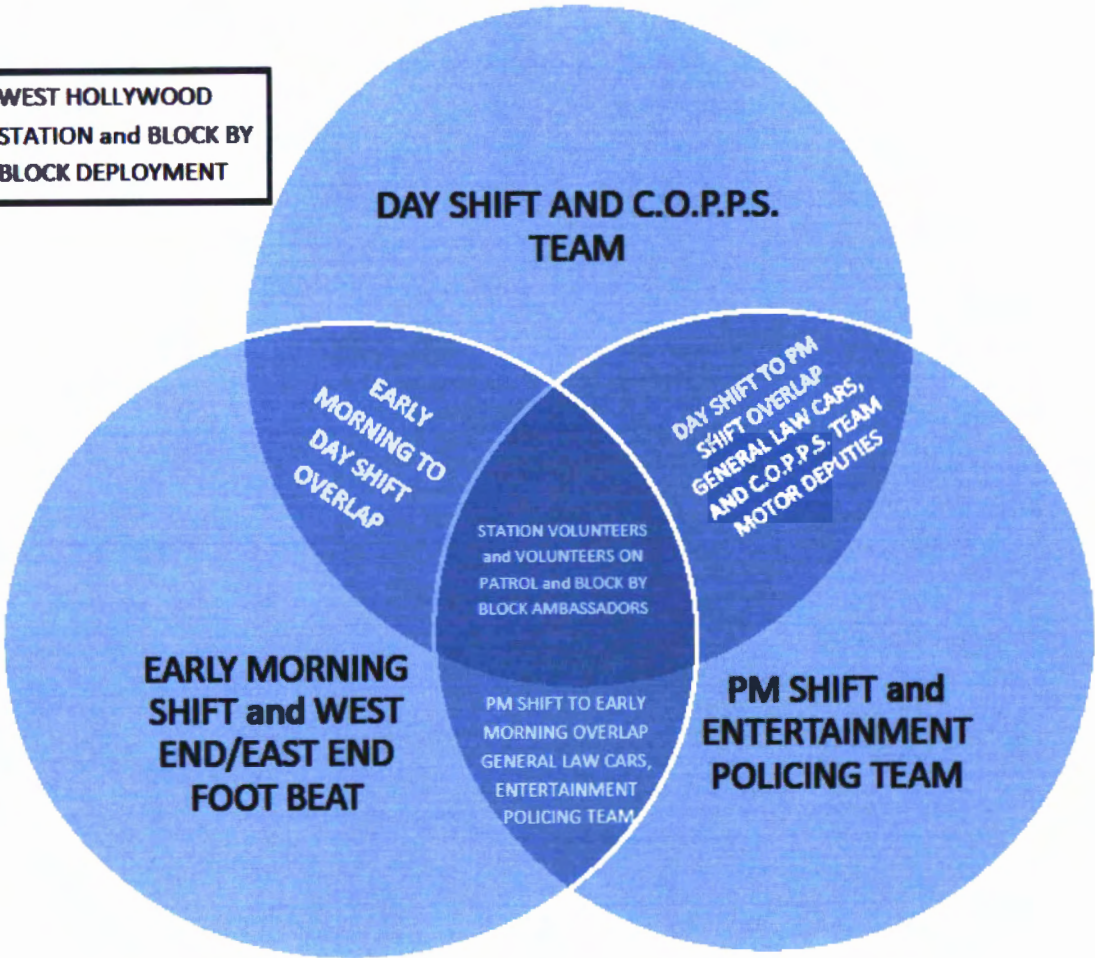 WEST HOLLYWOOD
STATION and BLOCK BY
BLOCK DEPLOYMENT
DAY SHIFT AND C.O.P.P.S.
TEAM
EARLY
MORNING TO
DAY SHIFT
OVERLAP
DAY SHIFT TO PM
SHIFT OVERLAP
GENERAL LAW CARS,
AND C.O.P.P.S. TEAM
MOTOR DEPUTIES
STATION VOLUNTEERS
and VOLUNTEERS ON
PATROL and BLOCK BY
BLOCK AMBASSADORS
EARLY MORNING
SHIFT and WEST
END/EAST END
FOOT BEAT
PM SHIFT TO EARLY
MORNING OVERLAP
GENERAL LAW CARS,
ENTERTAINMENT
POLICING TEAM
PM SHIFT and
ENTERTAINMENT
POLICING TEAM